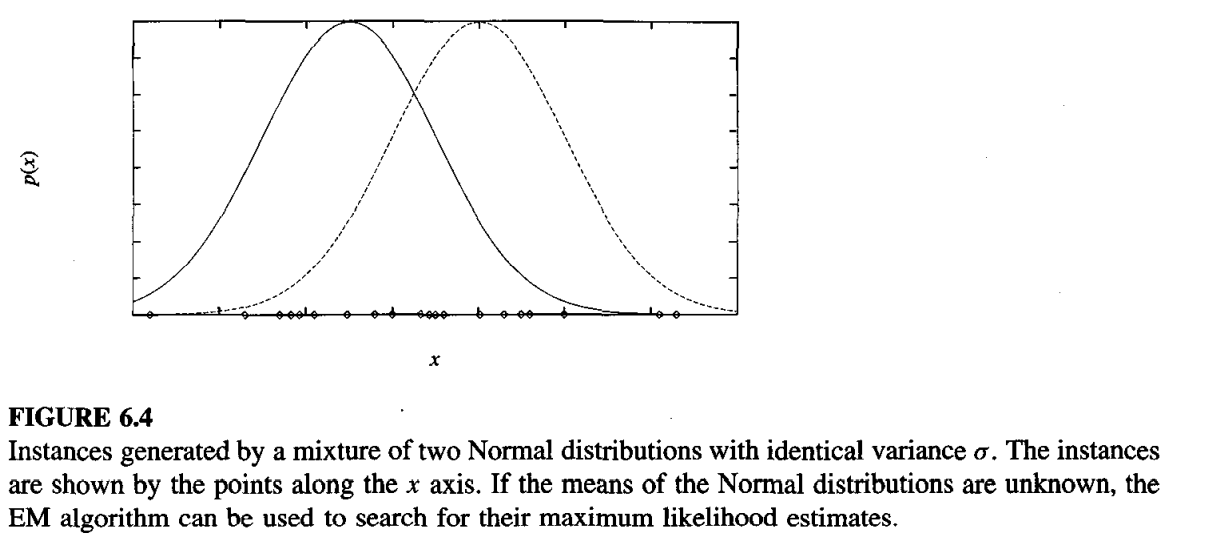 p(x)
x
FIGURE 6.4
Instances generated by a mixture of two Normal distributions with identical variance σ. The instances
are shown by the points along the x axis. If the means of the Normal distributions are unknown, the
EM algorithm can be used to search for their maximum likelihood estimates.